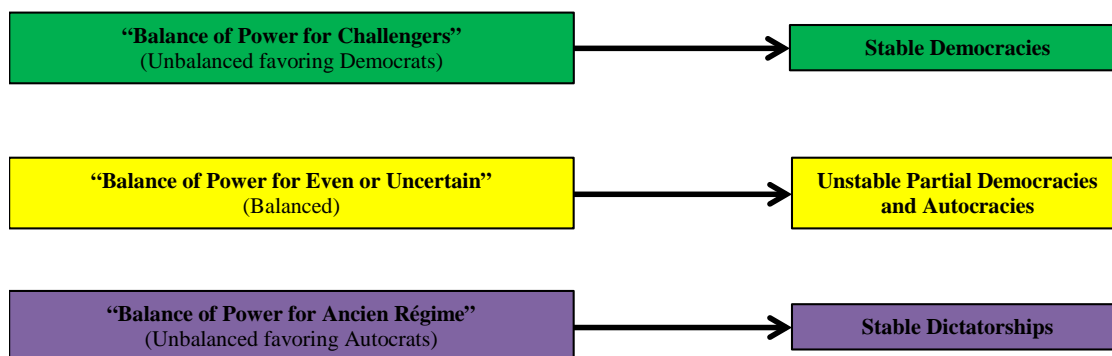 “Balance of Power for Challengers”
(Unbalanced favoring Democrats)
Stable Democracies
“Balance of Power for Even or Uncertain”
(Balanced)
Unstable Partial Democracies
and Autocracies
“Balance of Power for Ancien Régime”
(Unbalanced favoring Autocrats)
Stable Dictatorships